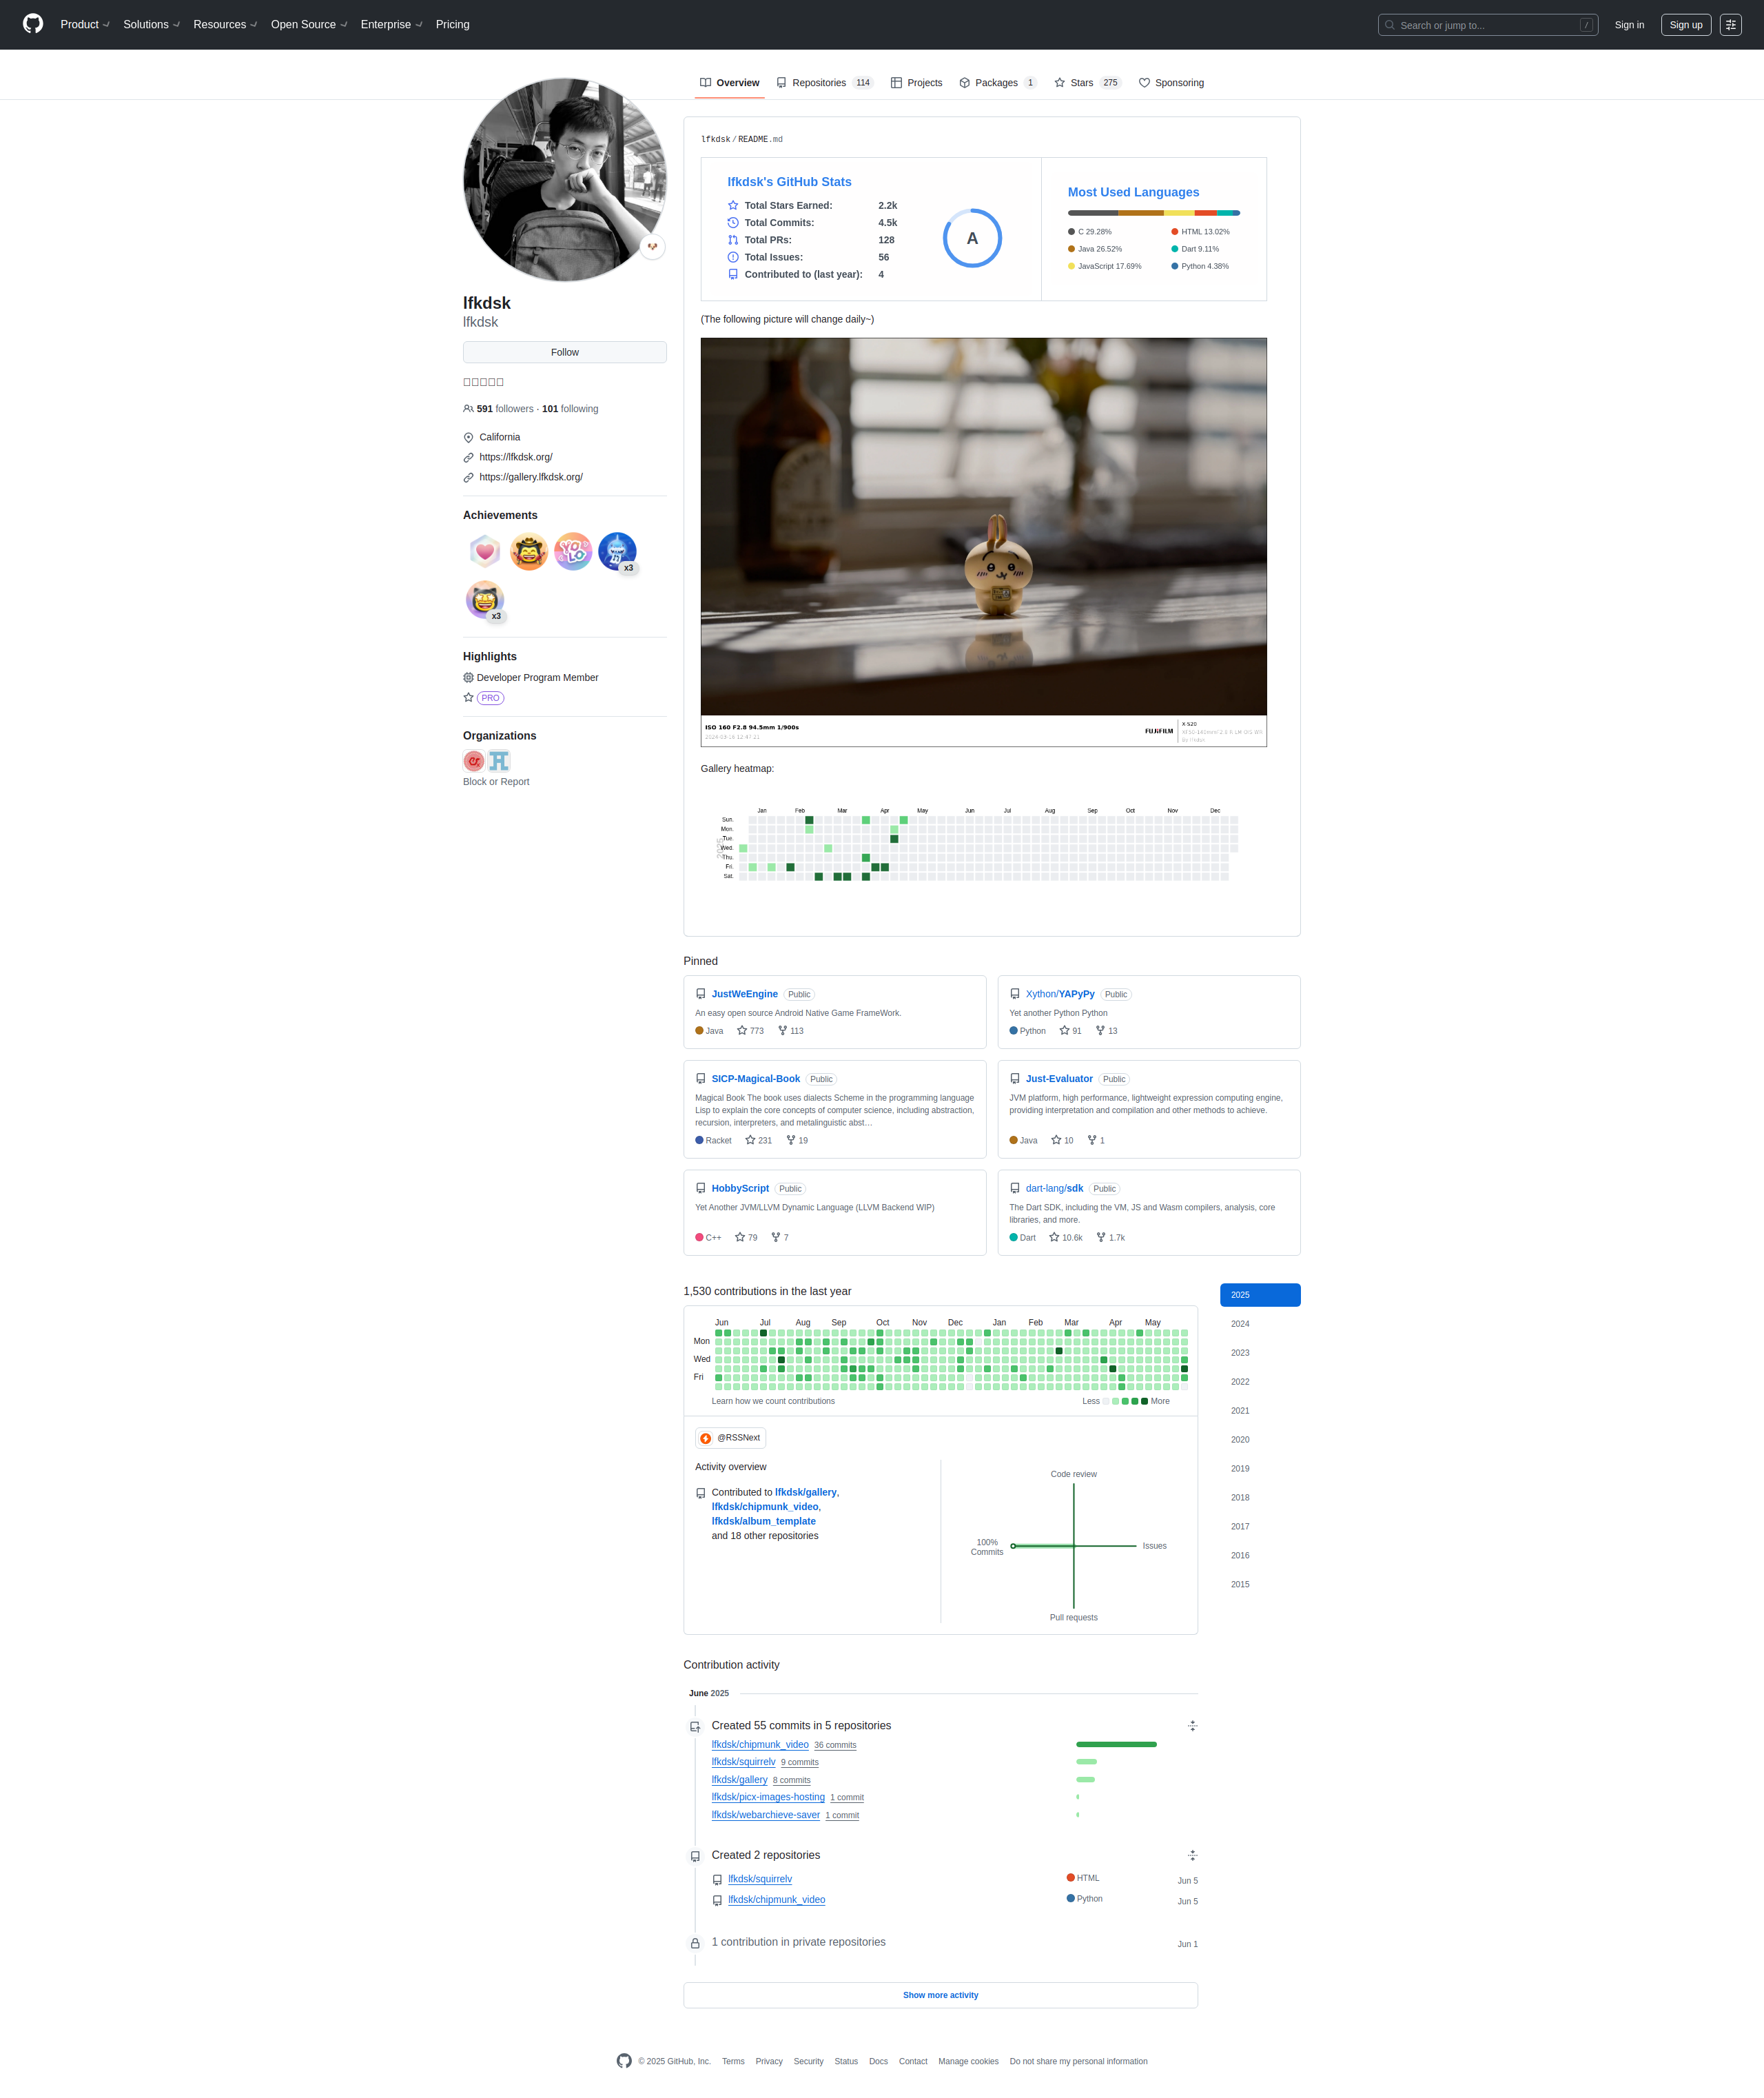 Product Solutions Resources Open Source Enterprise Pricing
Search or jump to... / Sign in Sign up
Overview Repositories 114 Projects Packages 1 Stars 275 Sponsoring
lfkdsk
lfkdsk
Follow
591 followers · 101 following
California
https://lfkdsk.org/
https://gallery.lfkdsk.org/
Achievements
YOLO
x3
x3
Highlights
Developer Program Member
PRO
Organizations
Block or Report
lfkdsk/README.md
lfkdsk's GitHub Stats
Total Stars Earned: 2.2k
Total Commits: 4.5k
Total PRs: 128
Total Issues: 56
Contributed to (last year): 4
A
Most Used Languages
C 29.28%
Java 26.52%
JavaScript 17.69%
HTML 13.02%
Dart 9.11%
Python 4.38%
(The following picture will change daily~)
ISO 160 F2.8 94.5mm 1/900s
FUJIFILM
X-S20
Gallery heatmap:
Jan Feb Mar Apr May Jun Jul Aug Sep Oct Nov Dec
Sun.
Mon.
Tue.
Wed.
Thu.
Fri.
Sat.
Pinned
JustWeEngine Public
An easy open source Android Native Game FrameWork.
Java 773 113
Xython/YAPyPy Public
Yet another Python Python
Python 91 13
SICP-Magical-Book Public
Magical Book The book uses dialects Scheme in the programming language
Lisp to explain the core concepts of computer science, including abstraction,
recursion, interpreters, and metalinguistic abst…
Racket 231 19
Just-Evaluator Public
JVM platform, high performance, lightweight expression computing engine,
providing interpretation and compilation and other methods to achieve.
Java 10 1
HobbyScript Public
Yet Another JVM/LLVM Dynamic Language (LLVM Backend WIP)
C++ 79 7
dart-lang/sdk Public
The Dart SDK, including the VM, JS and Wasm compilers, analysis, core
libraries, and more.
Dart 10.6k 1.7k
1,530 contributions in the last year
Jun Jul Aug Sep Oct Nov Dec Jan Feb Mar Apr May
Mon
Wed
Fri
Learn how we count contributions
Less More
2025
2024
2023
2022
2021
2020
2019
2018
2017
2016
2015
@RSSNext
Activity overview
Contributed to lfkdsk/gallery,
lfkdsk/chipmunk_video,
lfkdsk/album_template
and 18 other repositories
Code review
100%
Commits
Issues
Pull requests
Contribution activity
June 2025
Created 55 commits in 5 repositories
lfkdsk/chipmunk_video 36 commits
lfkdsk/squirrelv 9 commits
lfkdsk/gallery 8 commits
lfkdsk/picx-images-hosting 1 commit
lfkdsk/webarchieve-saver 1 commit
Created 2 repositories
lfkdsk/squirrelv HTML Jun 5
lfkdsk/chipmunk_video Python Jun 5
1 contribution in private repositories Jun 1
Show more activity
© 2025 GitHub, Inc. Terms Privacy Security Status Docs Contact Manage cookies Do not share my personal information